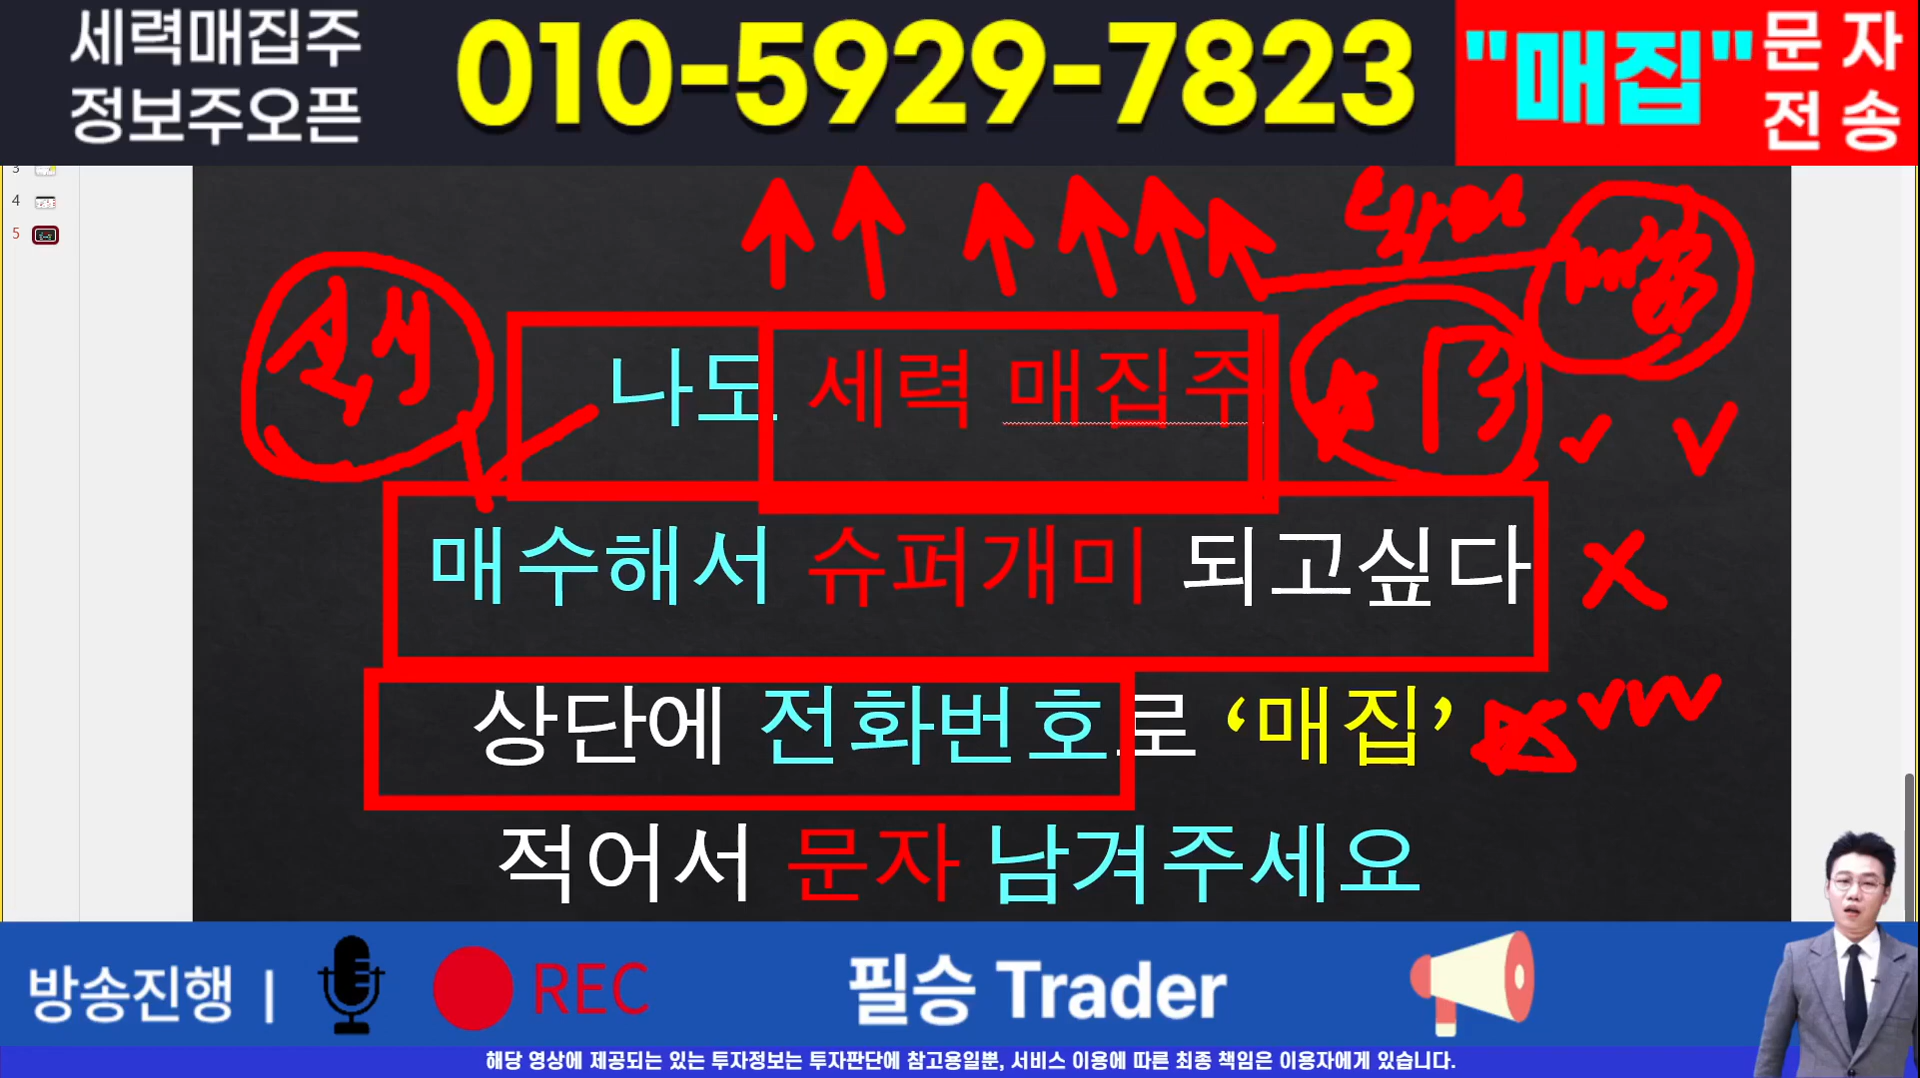 세력매집주
정보주오픈
010-5929-7823
"매집"
문 자
전 송
3
4
5
나도 세력 매집주
매수해서 슈퍼개미 되고싶다
상단에 전화번호로 ‘매집’
적어서 문자 남겨주세요
방송진행 |
REC
필승 Trader
해당 영상에 제공되는 있는 투자정보는 투자판단에 참고용일뿐, 서비스 이용에 따른 최종 책임은 이용자에게 있습니다.